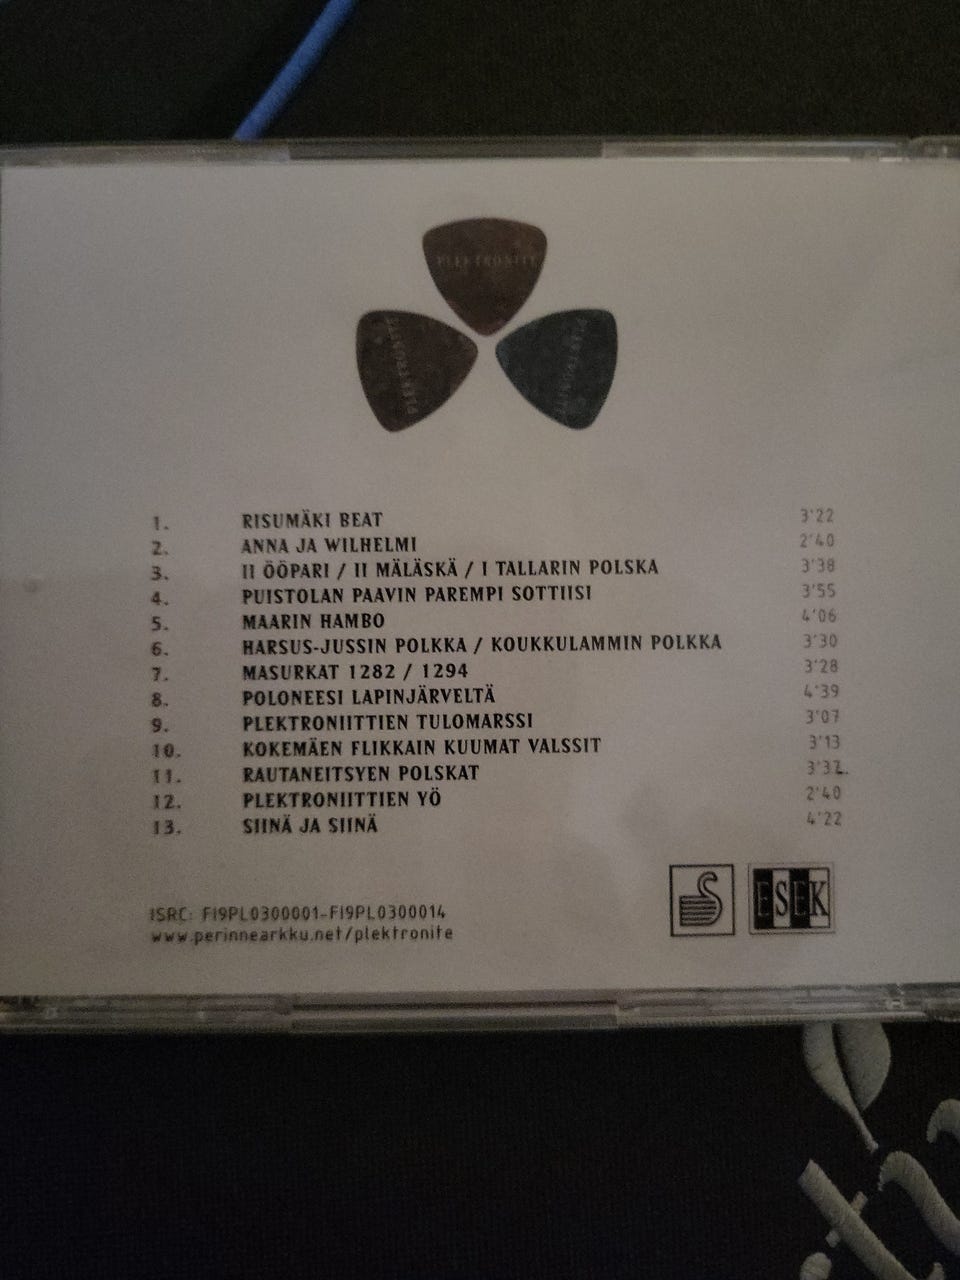 PLEKTRONITE
PLEKTRONITE
PLEKTRONITE
1. RISUMÄKI BEAT 3'22
2. ANNA JA WILHELMI 2'40
3. II ÖÖPARI / II MÄLÄSKÄ / I TALLARIN POLSKA 3'38
4. PUISTOLAN PAAVIN PAREMPI SOTTIISI 3'55
5. MAARIN HAMBO 4'06
6. HARSUS-JUSSIN POLKKA / KOUKKULAMMIN POLKKA 3'30
7. MASURKAT 1282 / 1294 3'28
8. POLONEESI LAPINJÄRVELTÄ 4'39
9. PLEKTRONIITTIEN TULOMARSSI 3'07
10. KOKEMÄEN FLIKKAIN KUUMAT VALSSIT 3'13
11. RAUTANEITSYEN POLSKAT 3'32
12. PLEKTRONIITTIEN YÖ 2'40
13. SIINÄ JA SIINÄ 4'22
ESEK
ISRC: FI9PL0300001-FI9PL0300014
www.perinnearkku.net/plektronite